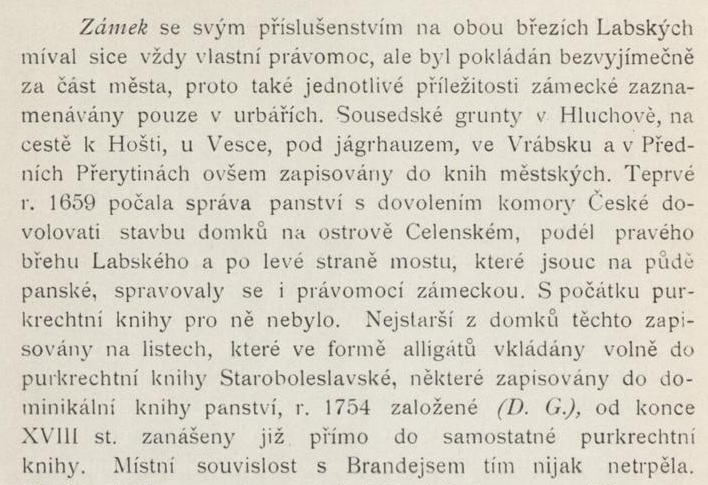 Zámek se svým příslušenstvím na obou březích Labských
míval sice vždy vlastní právomoc, ale byl pokládán bezvyjímečně
za část města, proto také jednotlivé příležitosti zámecké zazna-
menávány pouze v urbářích. Sousedské grunty v Hluchově, na
cestě k Hošti, u Vesce, pod jágrhauzem, ve Vrábsku a v Před-
ních Přerytinách ovšem zapisovány do knih městských. Teprvé
r. 1659 počala správa panství s dovolením komory České do-
volovati stavbu domků na ostrově Celenském, podél pravého
břehu Labského a po levé straně mostu, které jsouc na půdě
panské, spravovaly se i právomocí zámeckou. S počátku pur-
krechtní knihy pro ně nebylo. Nejstarší z domků těchto zapi-
sovány na listech, které ve formě alligátů vkládány volně do
purkrechtní knihy Staroboleslavské, některé zapisovány do do-
minikální knihy panství, r. 1754 založené (D. G.), od konce
XVIII st. zanášeny již přímo do samostatné purkrechtní
knihy. Místní souvislost s Brandejsem tím nijak netrpěla.